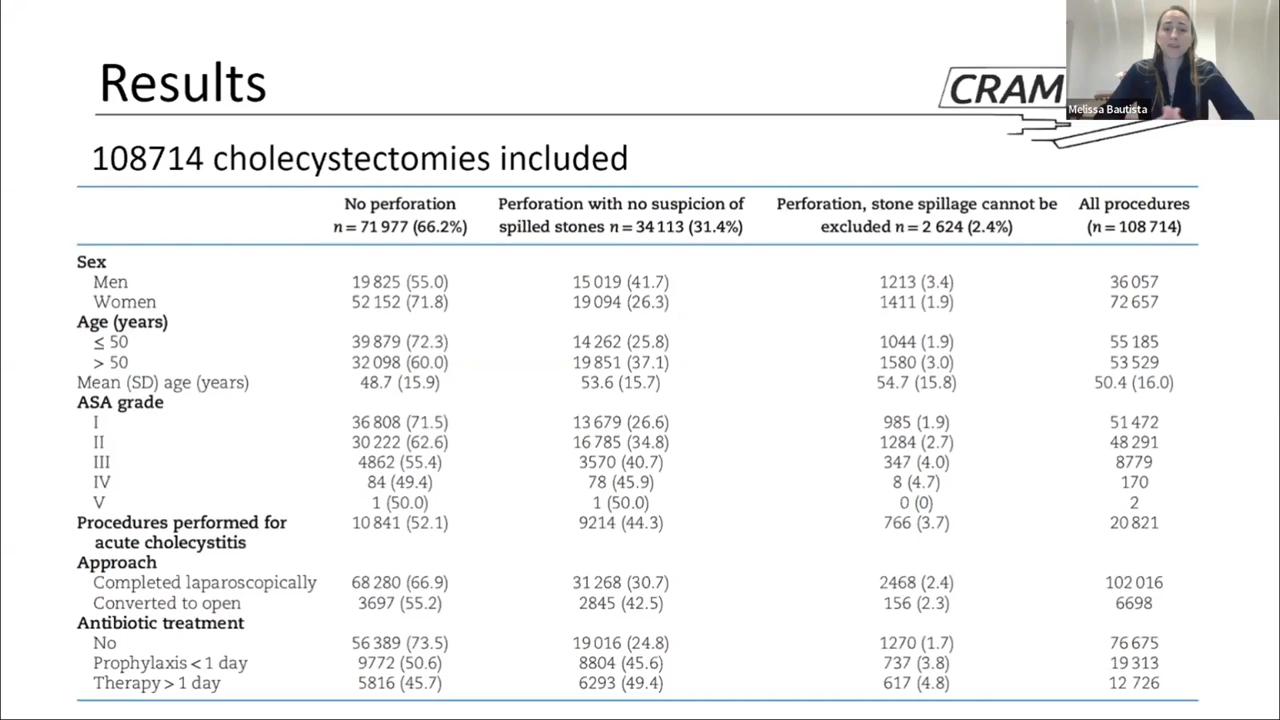 Results
CRAM
Melissa Bautista
108714 cholecystectomies included
No perforation Perforation with no suspicion of Perforation, stone spillage cannot be All procedures
n = 71 977 (66.2%) spilled stones n = 34 113 (31.4%) excluded n = 2 624 (2.4%) (n = 108 714)
Sex
Men 19 825 (55.0) 15 019 (41.7) 1213 (3.4) 36 057
Women 52 152 (71.8) 19 094 (26.3) 1411 (1.9) 72 657
Age (years)
≤ 50 39 879 (72.3) 14 262 (25.8) 1044 (1.9) 55 185
> 50 32 098 (60.0) 19 851 (37.1) 1580 (3.0) 53 529
Mean (SD) age (years) 48.7 (15.9) 53.6 (15.7) 54.7 (15.8) 50.4 (16.0)
ASA grade
I 36 808 (71.5) 13 679 (26.6) 985 (1.9) 51 472
II 30 222 (62.6) 16 785 (34.8) 1284 (2.7) 48 291
III 4862 (55.4) 3570 (40.7) 347 (4.0) 8779
IV 84 (49.4) 78 (45.9) 8 (4.7) 170
V 1 (50.0) 1 (50.0) 0 (0) 2
Procedures performed for 10 841 (52.1) 9214 (44.3) 766 (3.7) 20 821
acute cholecystitis
Approach
Completed laparoscopically 68 280 (66.9) 31 268 (30.7) 2468 (2.4) 102 016
Converted to open 3697 (55.2) 2845 (42.5) 156 (2.3) 6698
Antibiotic treatment
No 56 389 (73.5) 19 016 (24.8) 1270 (1.7) 76 675
Prophylaxis < 1 day 9772 (50.6) 8804 (45.6) 737 (3.8) 19 313
Therapy > 1 day 5816 (45.7) 6293 (49.4) 617 (4.8) 12 726